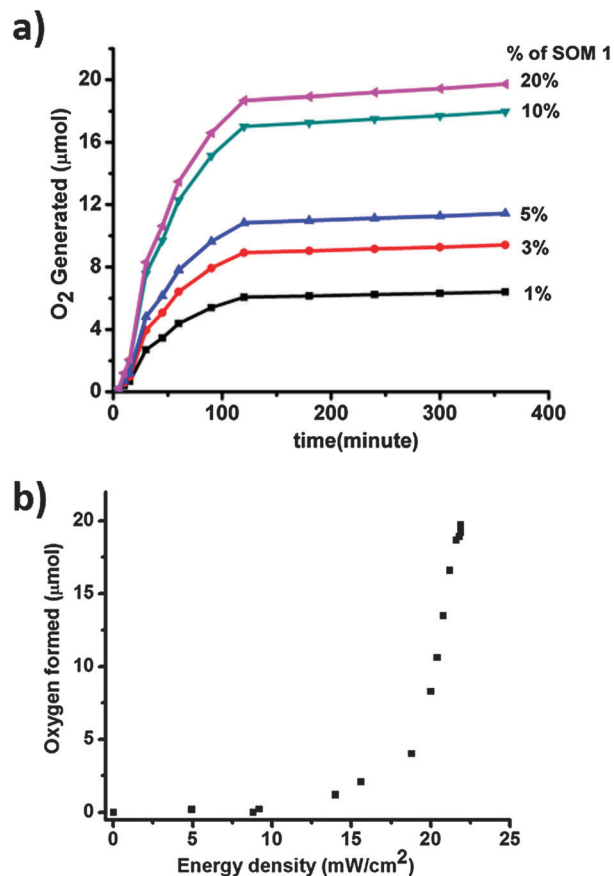 a)
% of SOM 1
20%
10%
5%
3%
1%
20
16
12
8
4
0
O2 Generated (μmol)
0 100 200 300 400
time(minute)
b)
20
15
10
5
0
Oxygen formed (μmol)
0 5 10 15 20 25
Energy density (mW/cm²)